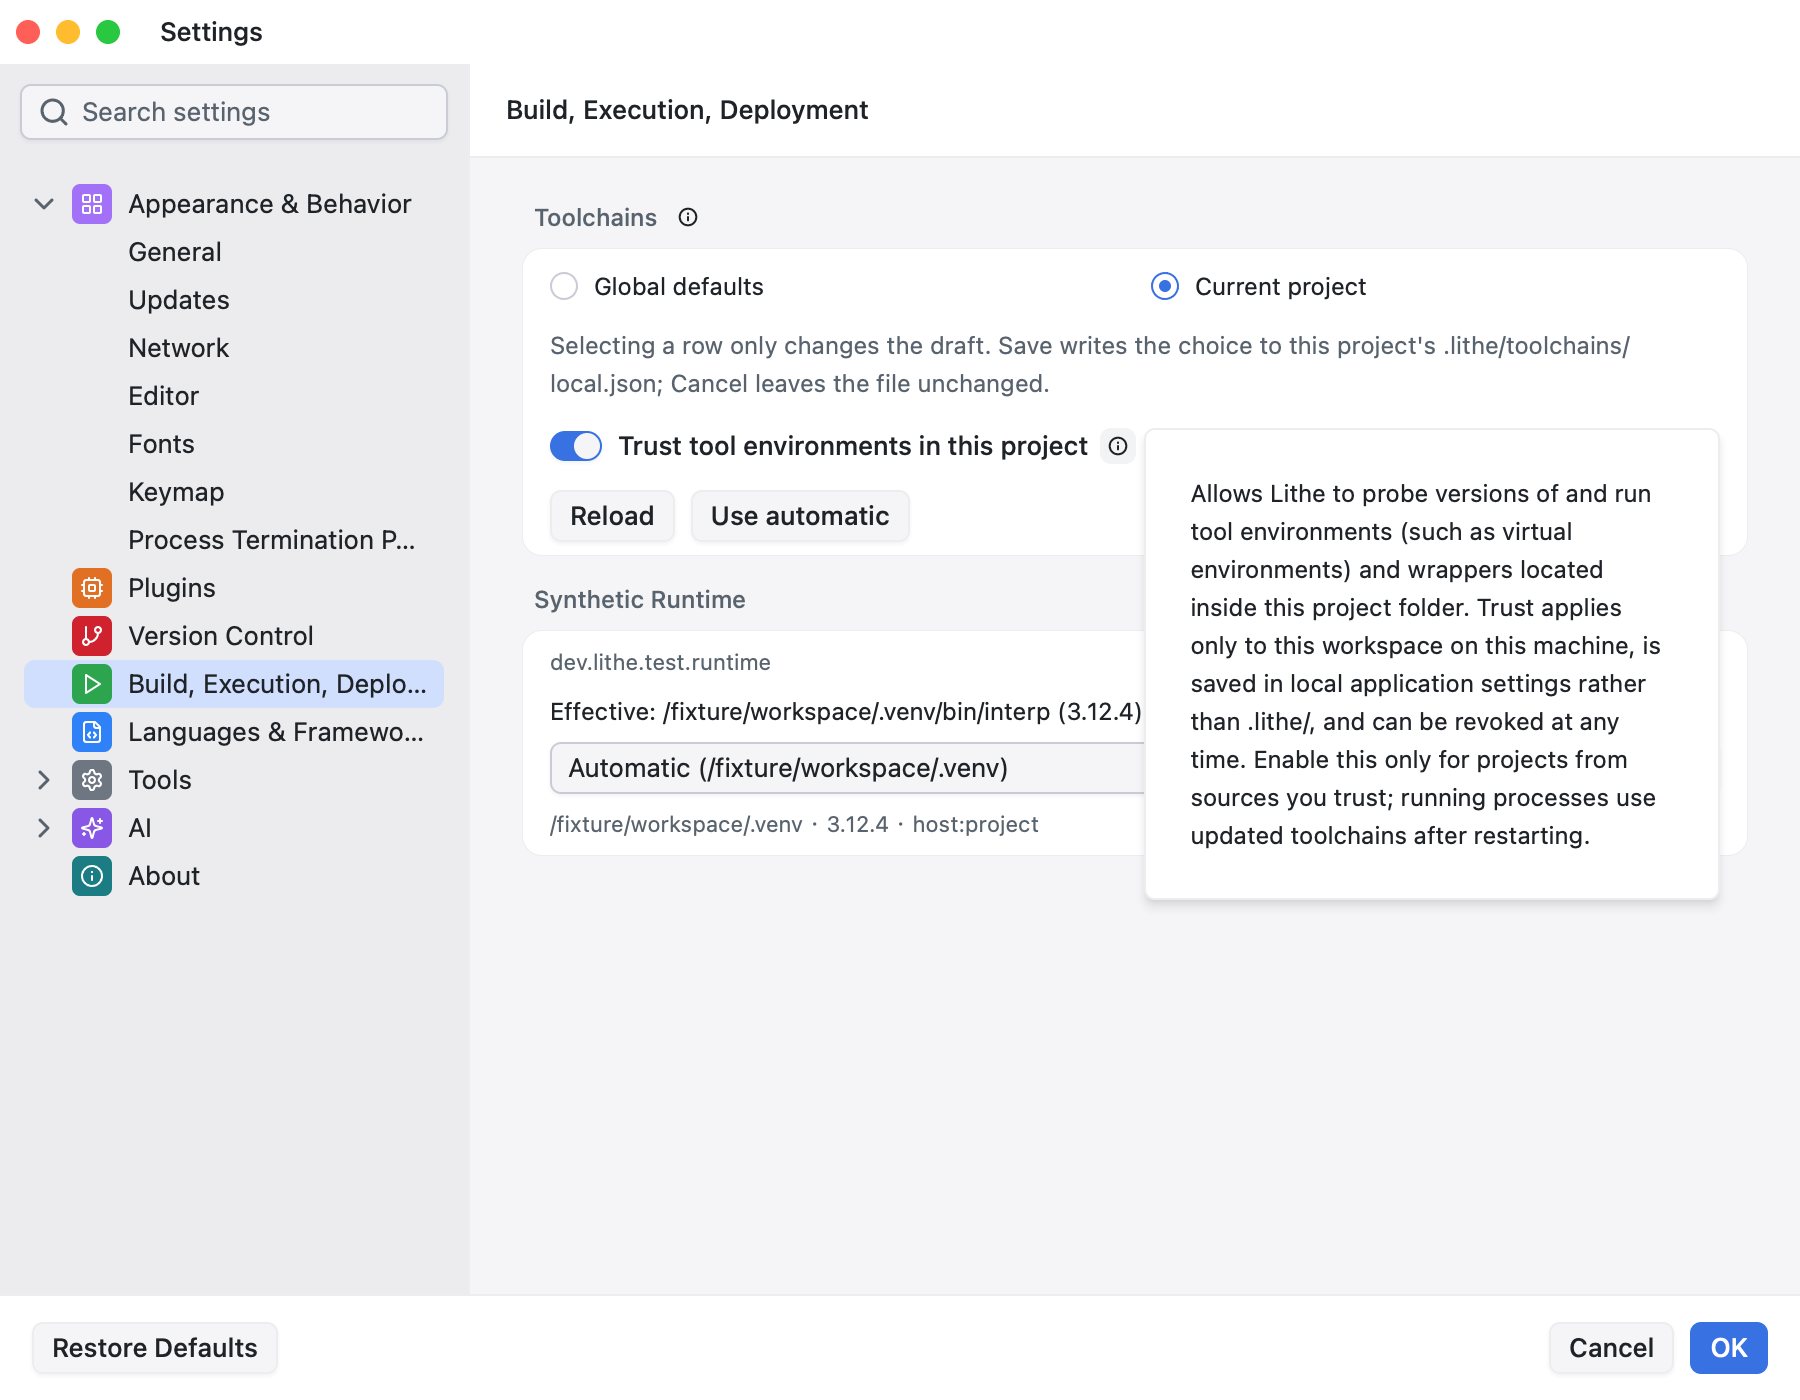 Settings
Search settings
Appearance & Behavior
General
Updates
Network
Editor
Fonts
Keymap
Process Termination P...
Plugins
Version Control
Build, Execution, Deplo...
Languages & Framewo...
Tools
AI
About
Build, Execution, Deployment
Toolchains
Global defaults
Current project
Selecting a row only changes the draft. Save writes the choice to this project's .lithe/toolchains/
local.json; Cancel leaves the file unchanged.
Trust tool environments in this project
Reload
Use automatic
Allows Lithe to probe versions of and run
tool environments (such as virtual
environments) and wrappers located
inside this project folder. Trust applies
only to this workspace on this machine, is
saved in local application settings rather
than .lithe/, and can be revoked at any
time. Enable this only for projects from
sources you trust; running processes use
updated toolchains after restarting.
Synthetic Runtime
dev.lithe.test.runtime
Effective: /fixture/workspace/.venv/bin/interp (3.12.4)
Automatic (/fixture/workspace/.venv)
/fixture/workspace/.venv · 3.12.4 · host:project
Restore Defaults
Cancel
OK